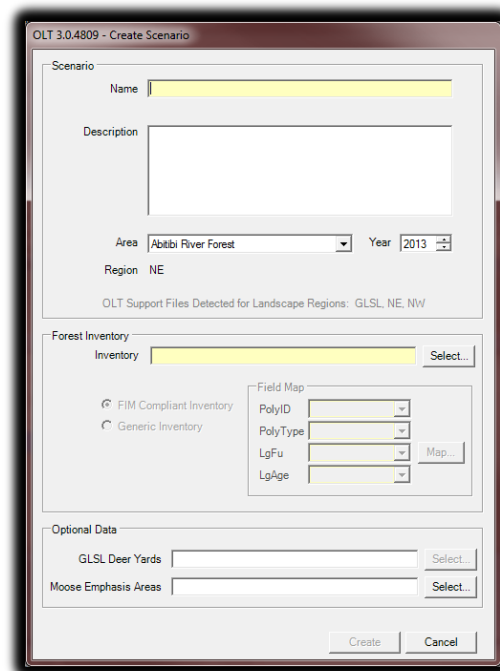 OLT 3.0.4809 - Create Scenario
Scenario
Name
Description
Area Abitibi River Forest Year 2013
Region NE
OLT Support Files Detected for Landscape Regions: GLSL, NE, NW
Forest Inventory
Inventory Select...
FIM Compliant Inventory
Generic Inventory
Field Map
PolyID
PolyType
LgFu Map...
LgAge
Optional Data
GLSL Deer Yards Select...
Moose Emphasis Areas Select...
Create Cancel